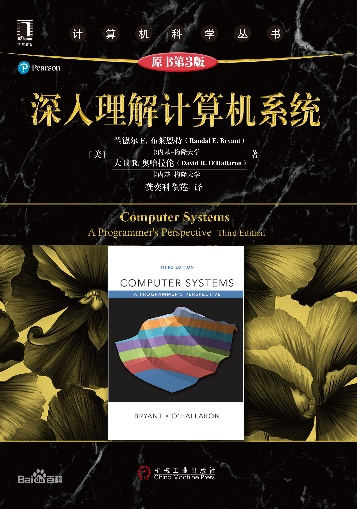 计算机科学丛书
Pearson
原书第3版
深入理解计算机系统
兰德尔 E. 布莱恩特 (Randal E. Bryant)
卡内基-梅隆大学
[美]
著
大卫 R. 奥哈拉伦 (David R. O'Hallaron)
卡内基-梅隆大学
龚奕利 贺莲 译
Computer Systems
A Programmer's Perspective Third Edition
THIRD EDITION
COMPUTER SYSTEMS
A PROGRAMMER'S PERSPECTIVE
BRYANT • O'HALLARON
Baidu百科
机械工业出版社
China Machine Press